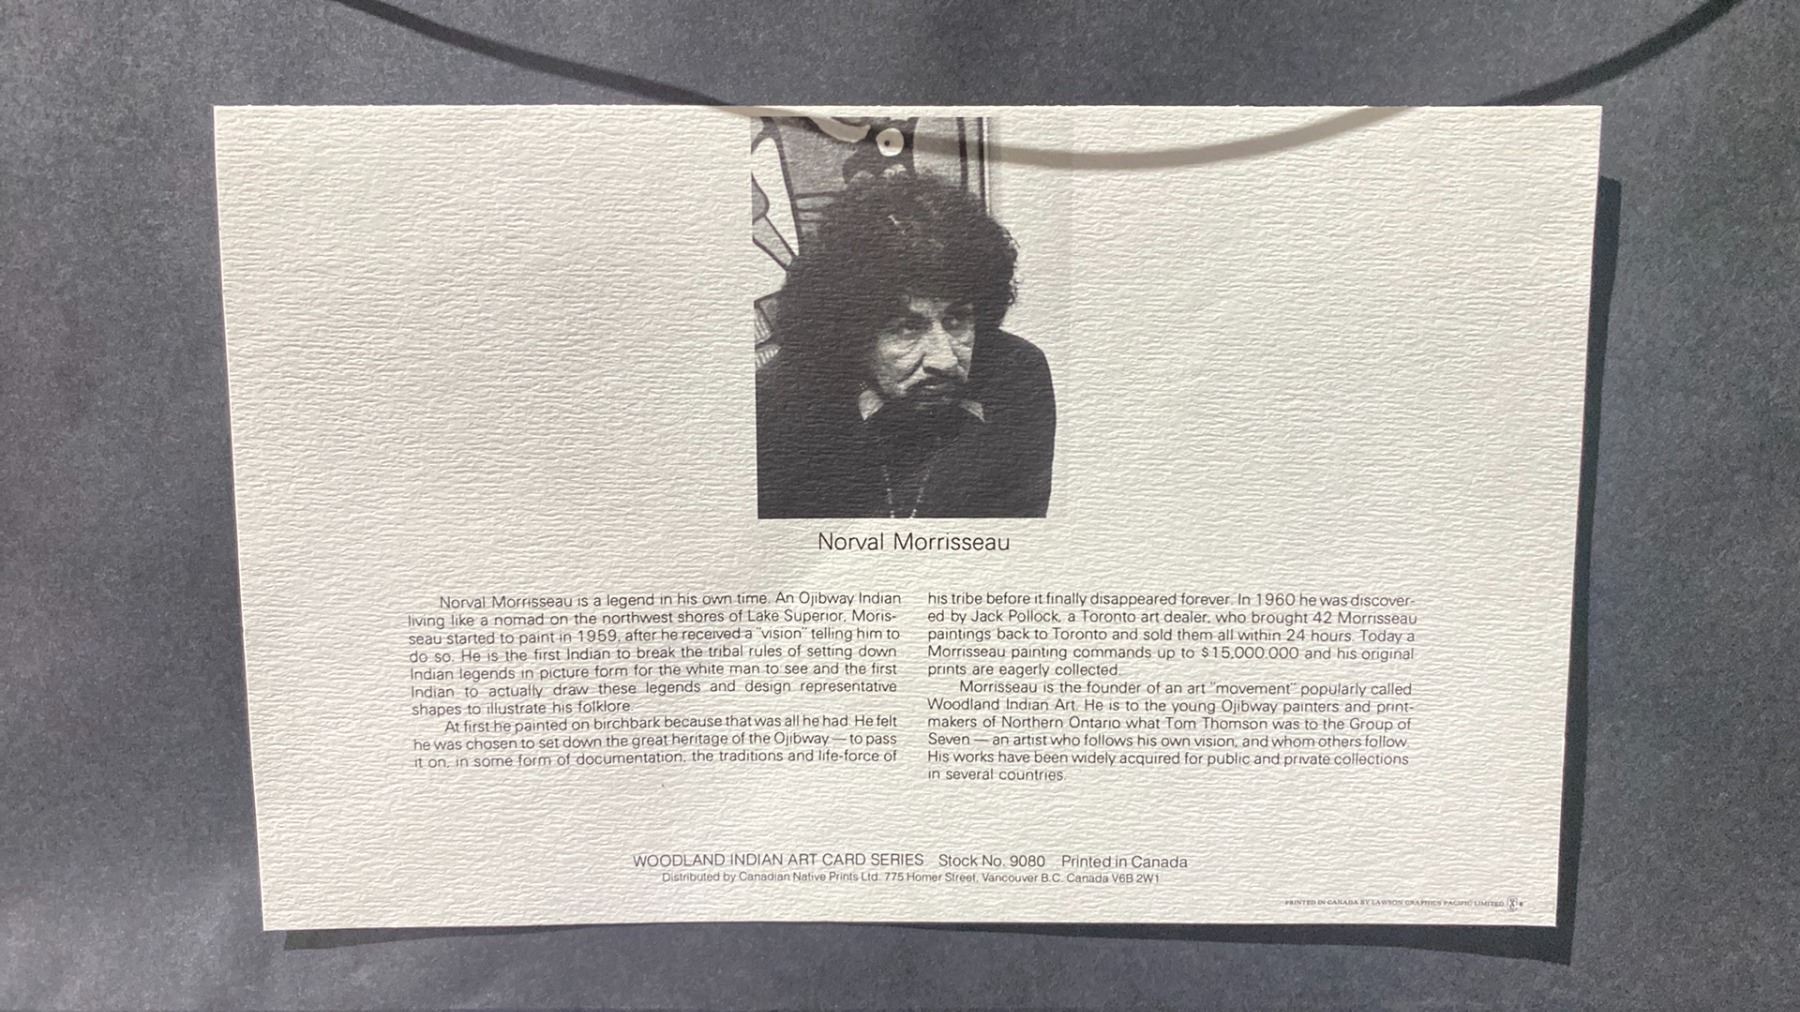 Norval Morrisseau
Norval Morrisseau is a legend in his own time. An Ojibway Indian
living like a nomad on the northwest shores of Lake Superior, Moris-
seau started to paint in 1959, after he received a "vision" telling him to
do so. He is the first Indian to break the tribal rules of setting down
Indian legends in picture form for the white man to see and the first
Indian to actually draw these legends and design representative
shapes to illustrate his folklore.
At first he painted on birchbark because that was all he had. He felt
he was chosen to set down the great heritage of the Ojibway — to pass
it on, in some form of documentation, the traditions and life-force of
his tribe before it finally disappeared forever. In 1960 he was discover-
ed by Jack Pollock, a Toronto art dealer, who brought 42 Morrisseau
paintings back to Toronto and sold them all within 24 hours. Today a
Morrisseau painting commands up to $15,000.000 and his original
prints are eagerly collected.
Morrisseau is the founder of an art "movement" popularly called
Woodland Indian Art. He is to the young Ojibway painters and print-
makers of Northern Ontario what Tom Thomson was to the Group of
Seven — an artist who follows his own vision, and whom others follow.
His works have been widely acquired for public and private collections
in several countries.
WOODLAND INDIAN ART CARD SERIES Stock No. 9080 Printed in Canada
Distributed by Canadian Native Prints Ltd. 775 Homer Street, Vancouver B.C. Canada V6B 2W1
PRINTED IN CANADA BY LAWSON GRAPHICS PACIFIC LIMITED